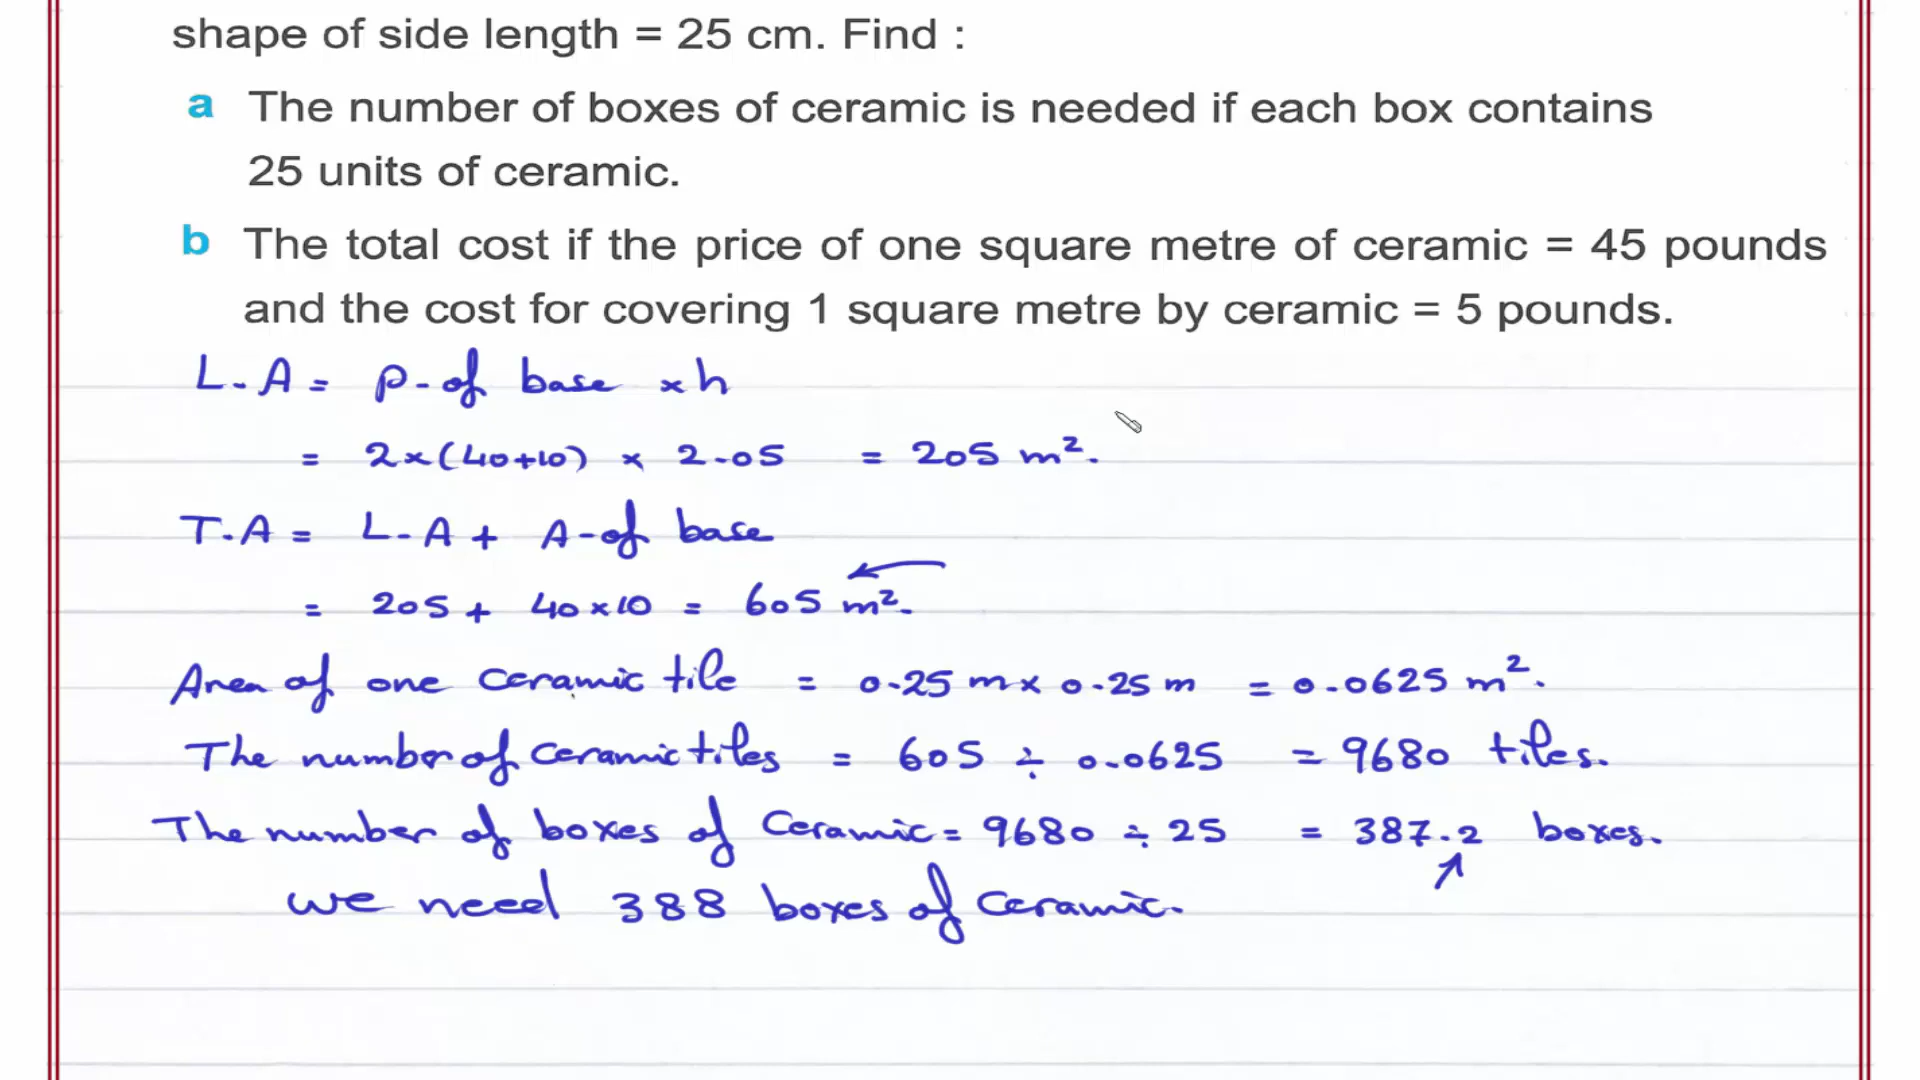 shape of side length = 25 cm. Find :
a The number of boxes of ceramic is needed if each box contains
25 units of ceramic.
b The total cost if the price of one square metre of ceramic = 45 pounds
and the cost for covering 1 square metre by ceramic = 5 pounds.
L.A = P. of base × h
= 2×(40+10) × 2.05 = 205 m².
T.A = L.A + A. of base
= 205 + 40×10 = 605 m².
Area of one ceramic tile = 0.25 m × 0.25 m = 0.0625 m².
The number of ceramic tiles = 605 ÷ 0.0625 = 9680 tiles.
The number of boxes of Ceramic = 9680 ÷ 25 = 387.2 boxes.
we need 388 boxes of ceramic.